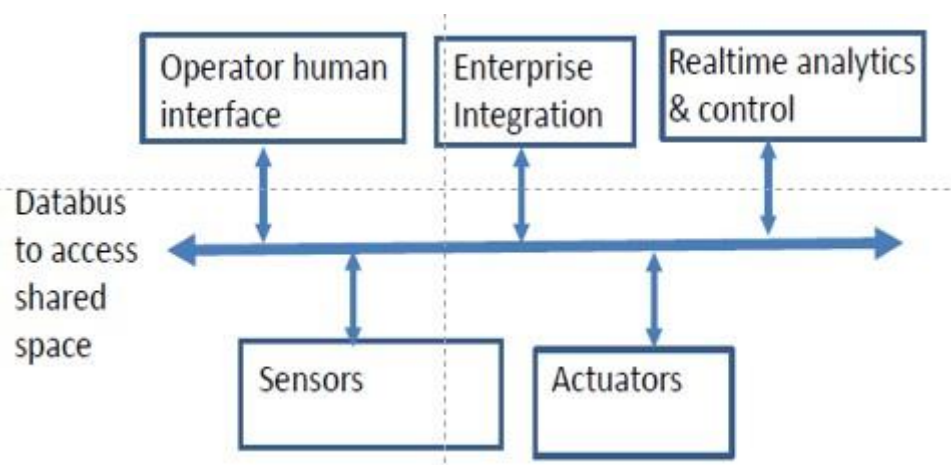 Operator human
interface
Enterprise
Integration
Realtime analytics
& control
Databus
to access
shared
space
Sensors
Actuators